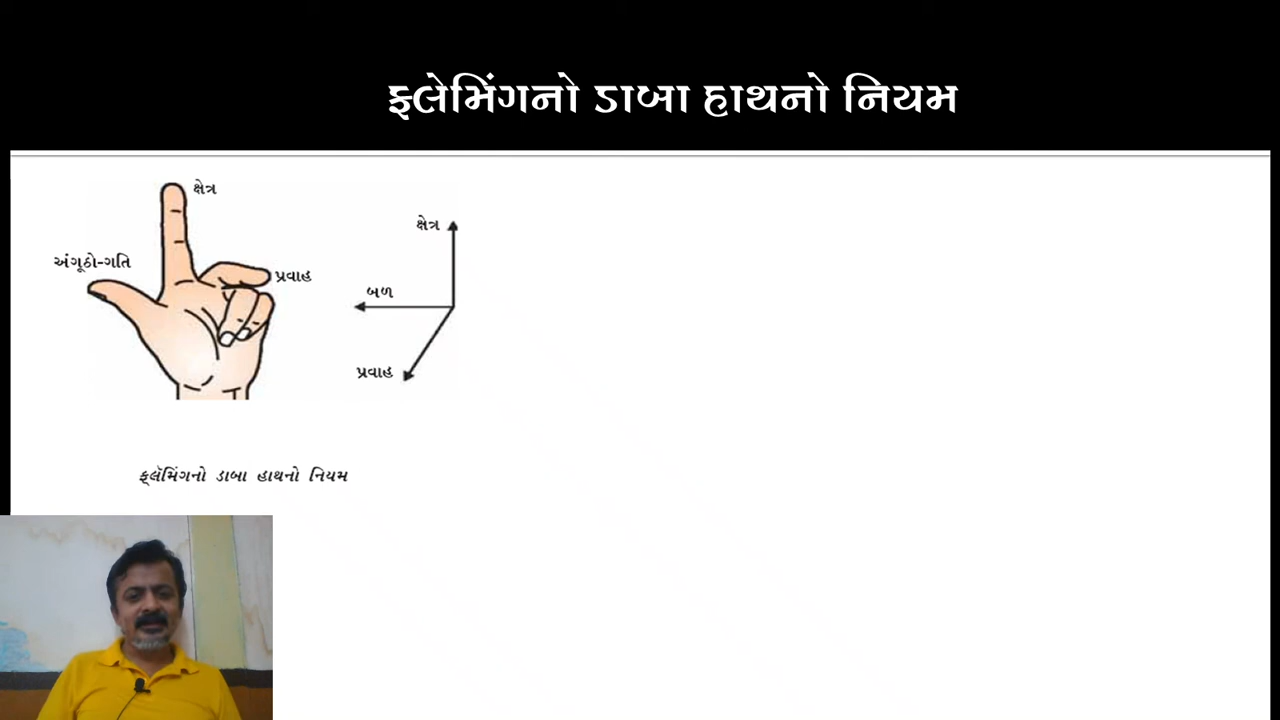 ફ્લેમિંગનો ડાબા હાથનો નિયમ
ક્ષેત્ર
અંગૂઠો-ગતિ
પ્રવાહ
ક્ષેત્ર
બળ
પ્રવાહ
ફ્લૅમિંગનો ડાબા હાથનો નિયમ